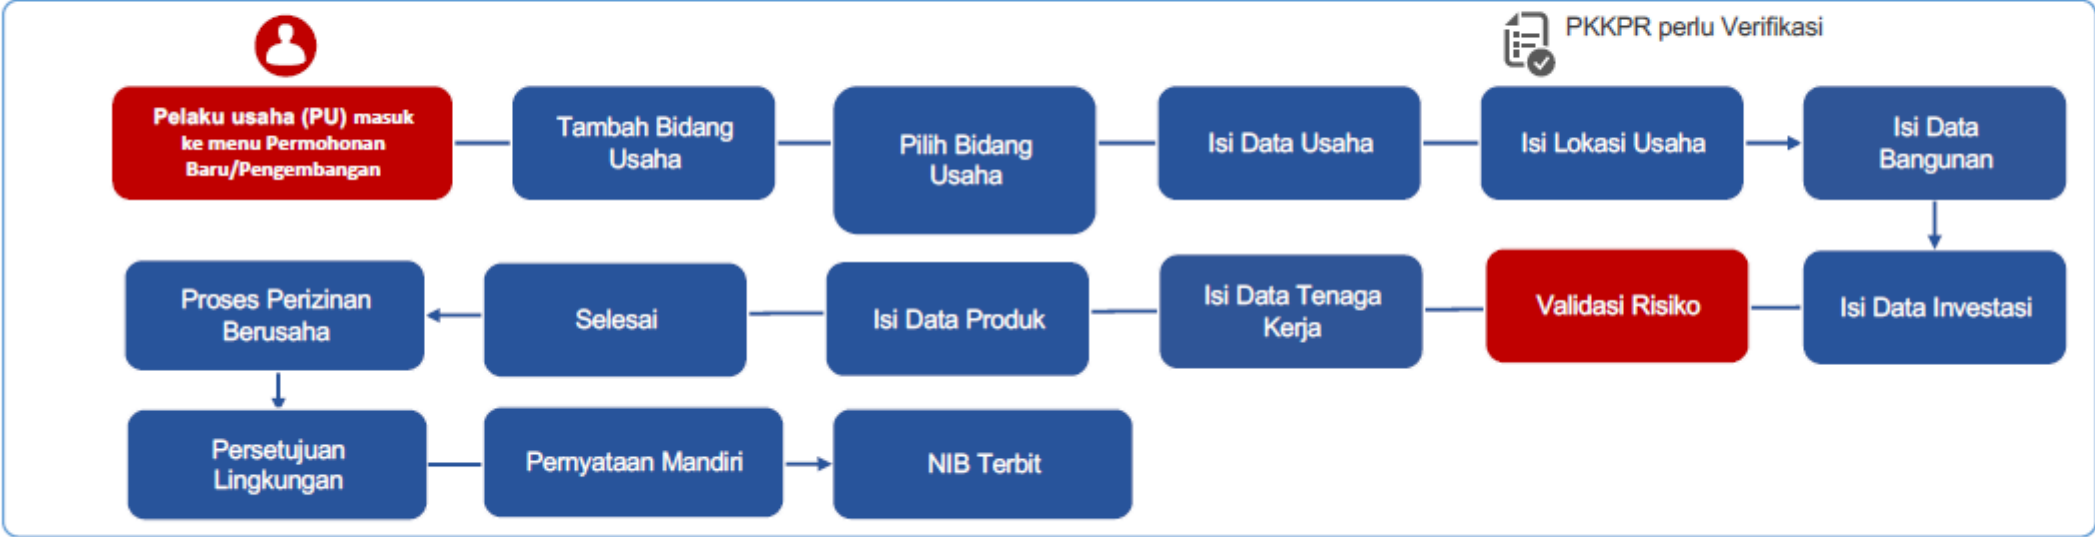 PKKPR perlu Verifikasi
Pelaku usaha (PU) masuk
ke menu Permohonan
Baru/Pengembangan
Tambah Bidang
Usaha
Pilih Bidang
Usaha
Isi Data Usaha
Isi Lokasi Usaha
Isi Data
Bangunan
Isi Data Investasi
Validasi Risiko
Isi Data Tenaga
Kerja
Isi Data Produk
Selesai
Proses Perizinan
Berusaha
Persetujuan
Lingkungan
Pernyataan Mandiri
NIB Terbit